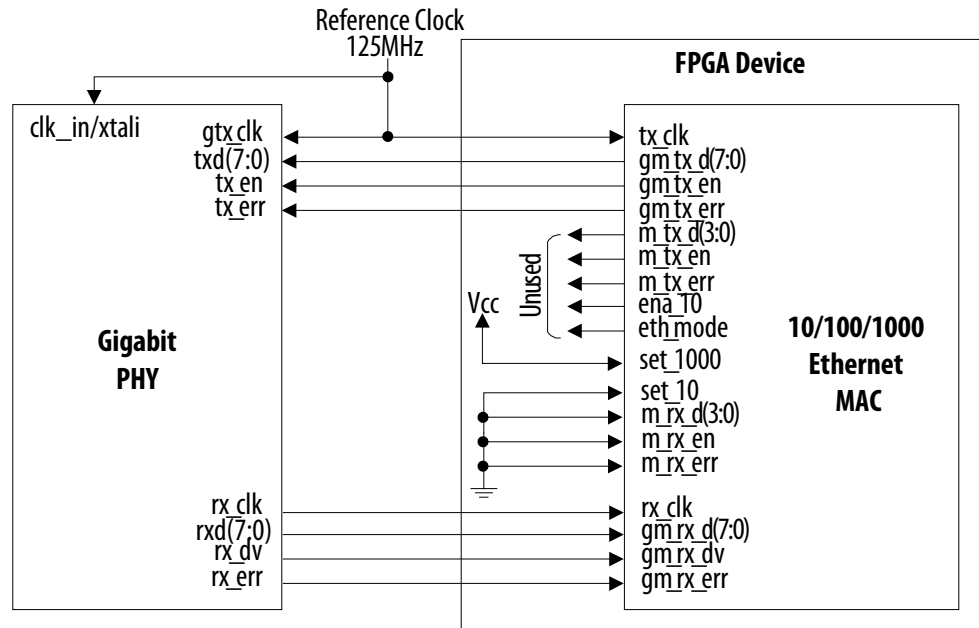 Reference Clock
125MHz
FPGA Device
clk_in/xtali
gtx_clk
txd(7:0)
tx_en
tx_err
Gigabit
PHY
rx_clk
rxd(7:0)
rx_dv
rx_err
Unused
Vcc
tx_clk
gm_tx_d(7:0)
gm_tx_en
gm_tx_err
m_tx_d(3:0)
m_tx_en
m_tx_err
ena_10
eth_mode
set_1000
set_10
m_rx_d(3:0)
m_rx_en
m_rx_err
rx_clk
gm_rx_d(7:0)
gm_rx_dv
gm_rx_err
10/100/1000
Ethernet
MAC